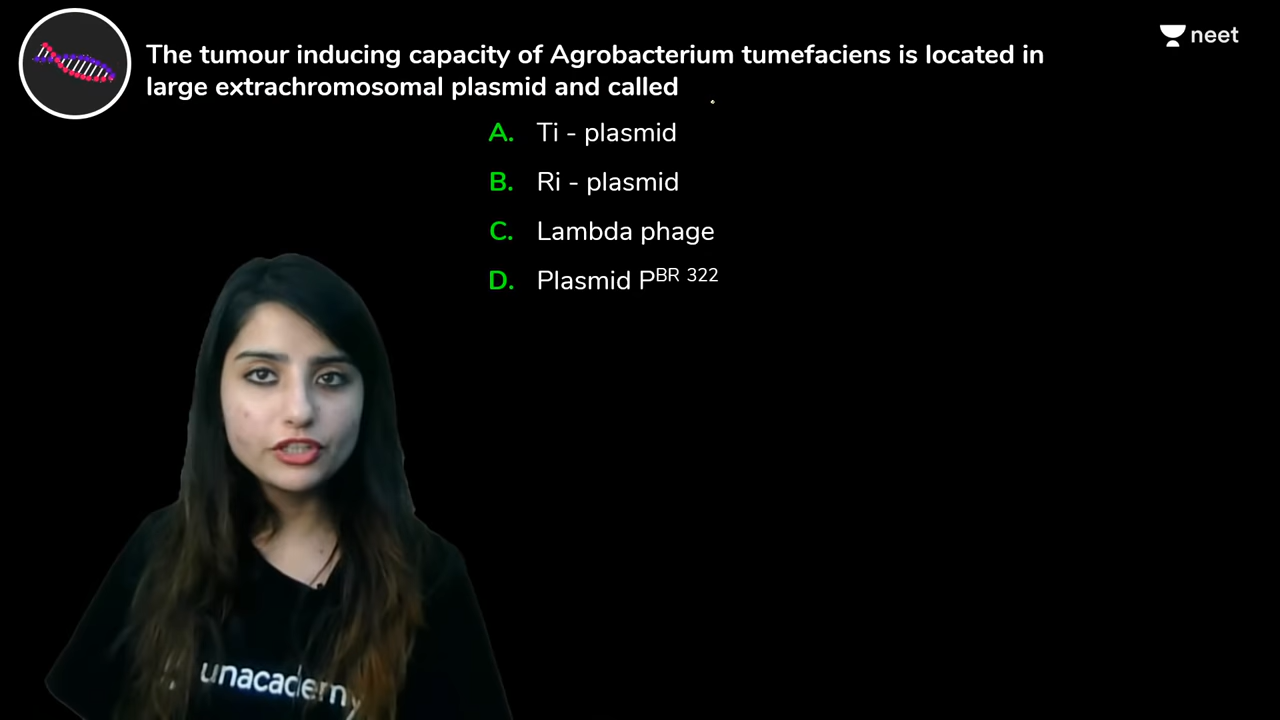 neet
The tumour inducing capacity of Agrobacterium tumefaciens is located in
large extrachromosomal plasmid and called
A. Ti - plasmid
B. Ri - plasmid
C. Lambda phage
D. Plasmid P^BR 322
unacademy